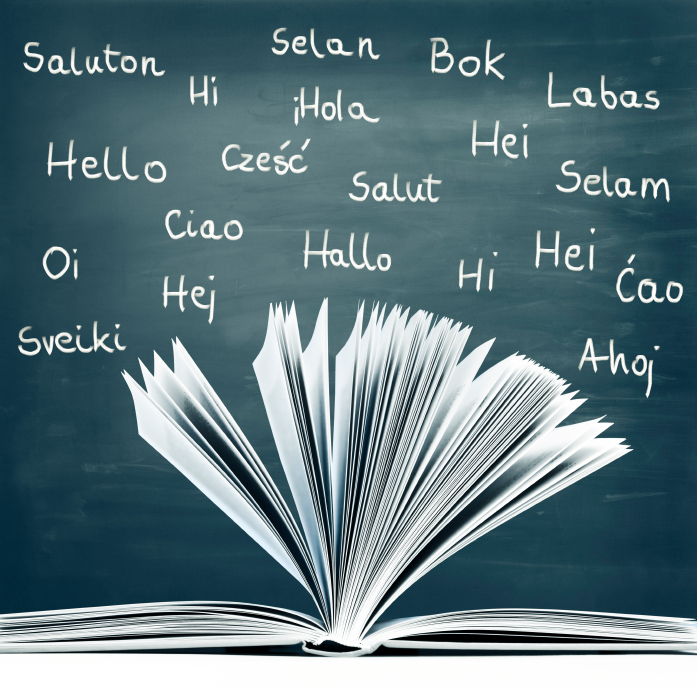 Saluton
Selan
Bok
Hi
¡Hola
Labas
Hello
Cześć
Hei
Salut
Selam
Ciao
Oi
Hallo
Hei
Hi
Ćao
Hej
Sveiki
Ahoj